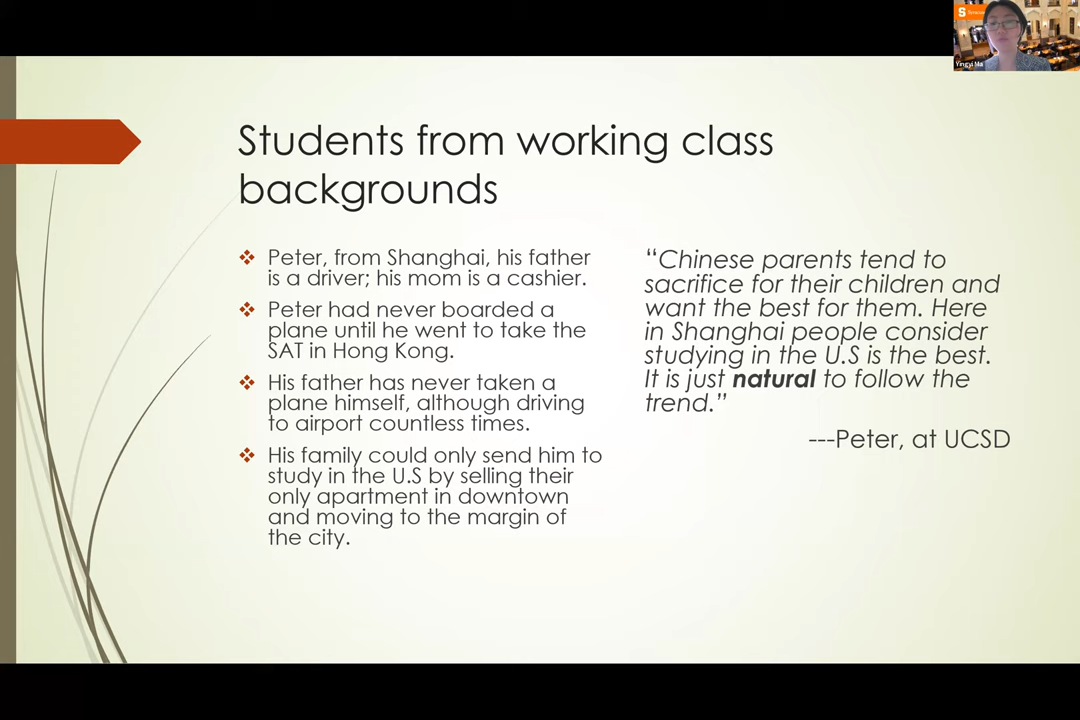 Yingyi Ma
Students from working class
backgrounds
❖ Peter, from Shanghai, his father
is a driver; his mom is a cashier.
❖ Peter had never boarded a
plane until he went to take the
SAT in Hong Kong.
❖ His father has never taken a
plane himself, although driving
to airport countless times.
❖ His family could only send him to
study in the U.S by selling their
only apartment in downtown
and moving to the margin of
the city.
“Chinese parents tend to
sacrifice for their children and
want the best for them. Here
in Shanghai people consider
studying in the U.S is the best.
It is just natural to follow the
trend.”
---Peter, at UCSD